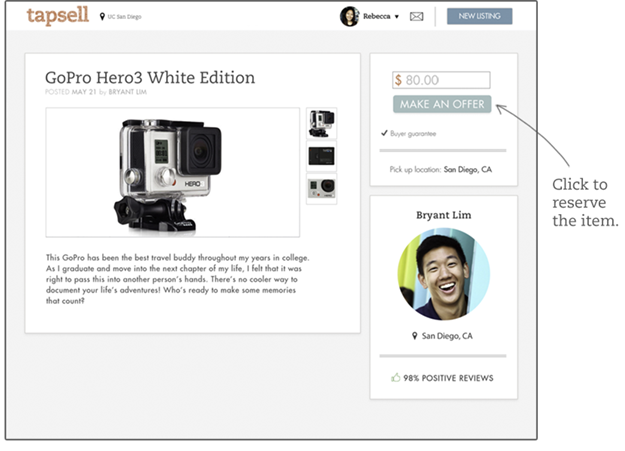 tapsell
UC San Diego
Rebecca
NEW LISTING
GoPro Hero3 White Edition
POSTED MAY 21 by BRYANT LIM
HERO
This GoPro has been the best travel buddy throughout my years in college.
As I graduate and move into the next chapter of my life, I felt that it was
right to pass this into another person's hands. There's no cooler way to
document your life's adventures! Who's ready to make some memories
that count?
$ 80.00
MAKE AN OFFER
Buyer guarantee
Pick up location: San Diego, CA
Click to
reserve
the item.
Bryant Lim
San Diego, CA
98% POSITIVE REVIEWS